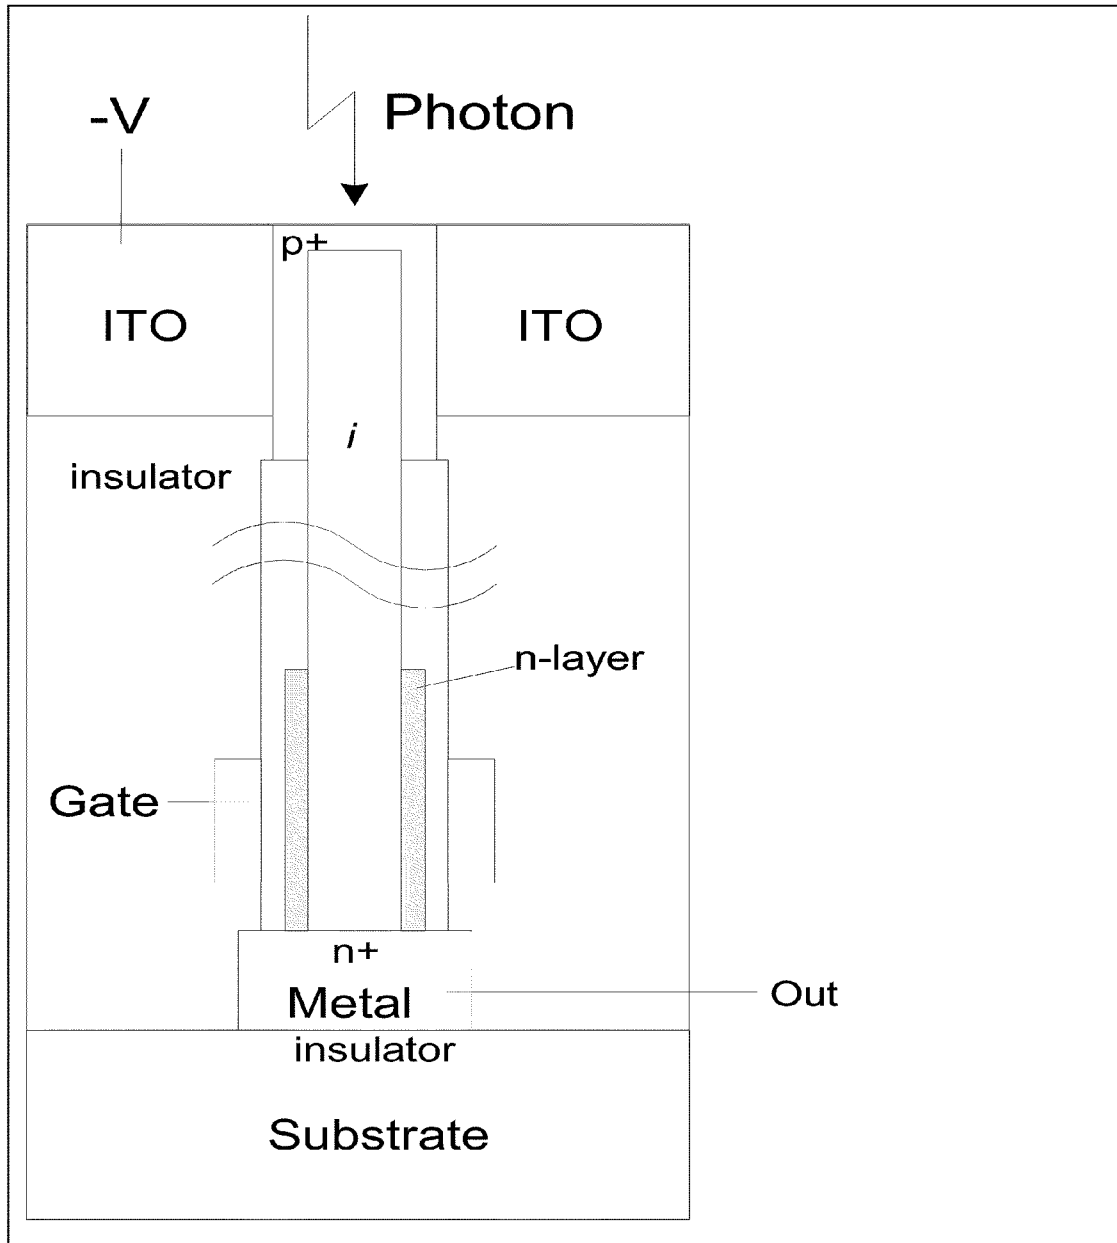 -V
Photon
p+
ITO
ITO
i
insulator
n-layer
Gate
n+
Metal
Out
insulator
Substrate